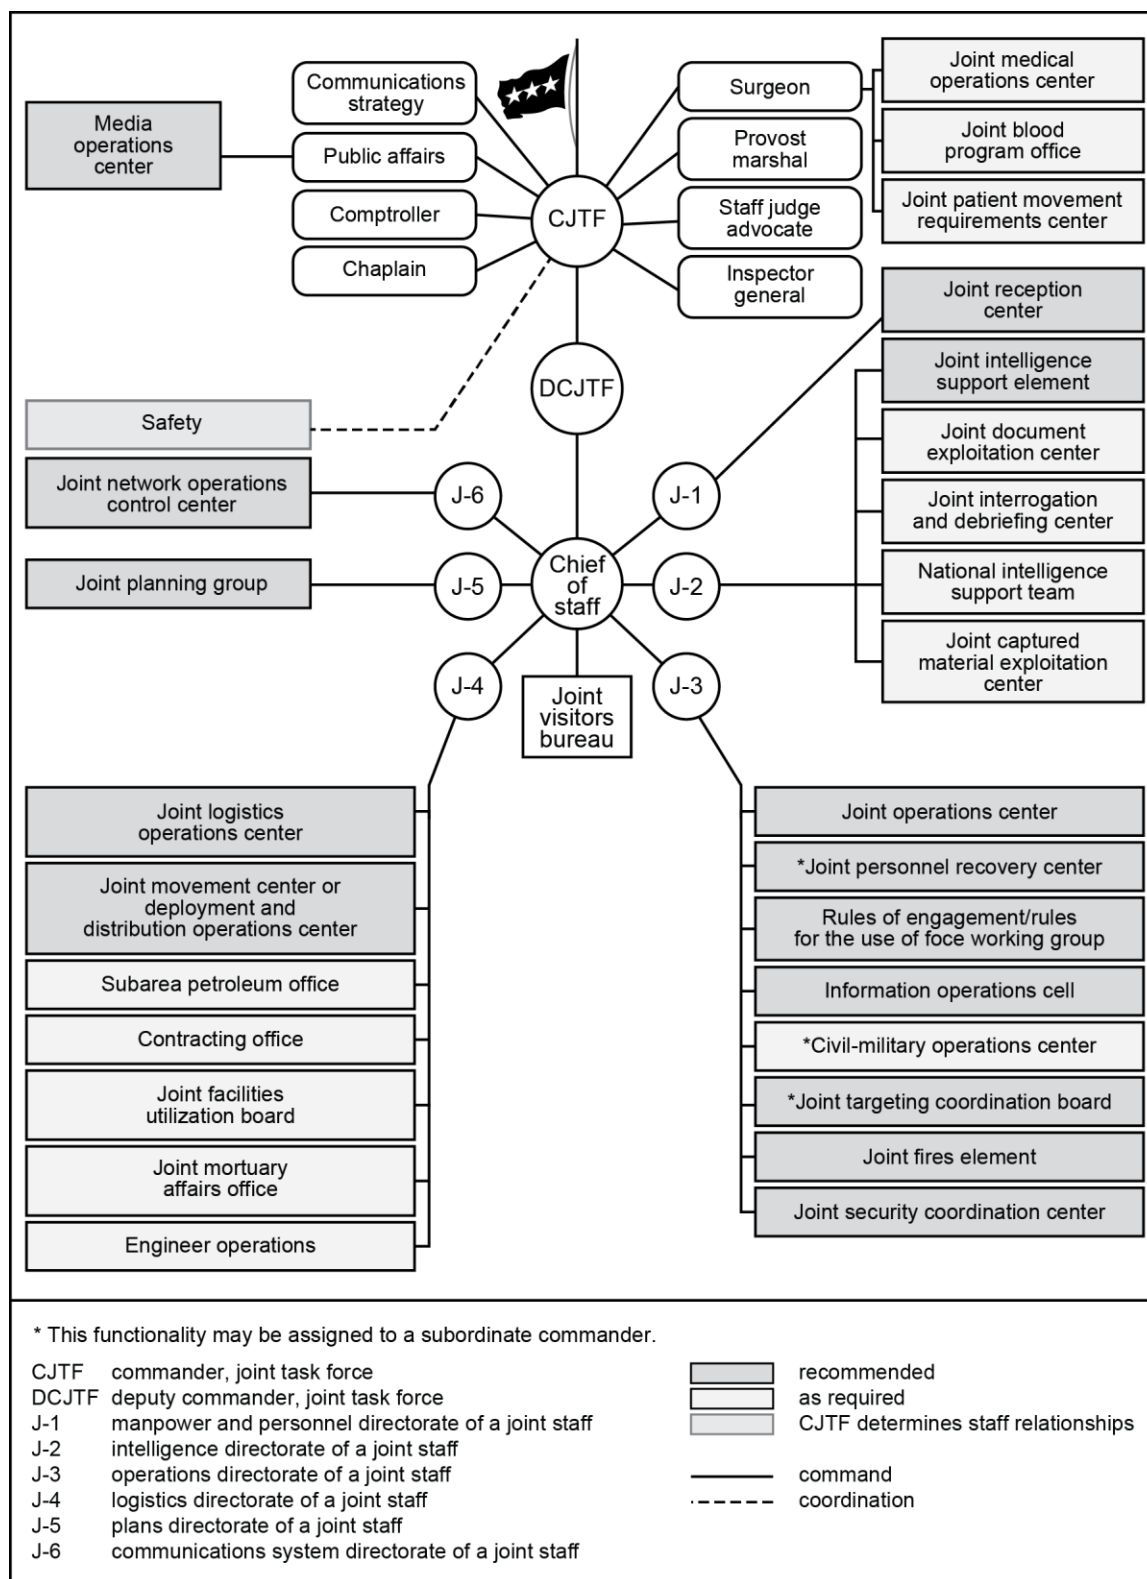 Communications
strategy
Public affairs
Comptroller
Chaplain
Media
operations
center
CJTF
Surgeon
Provost
marshal
Staff judge
advocate
Inspector
general
Joint medical
operations center
Joint blood
program office
Joint patient movement
requirements center
Joint reception
center
Joint intelligence
support element
Joint document
exploitation center
Joint interrogation
and debriefing center
National intelligence
support team
Joint captured
material exploitation
center
DCJTF
Safety
Joint network operations
control center
Joint planning group
J-6
J-1
J-5
Chief
of
staff
J-2
J-4
J-3
Joint
visitors
bureau
Joint logistics
operations center
Joint movement center or
deployment and
distribution operations center
Subarea petroleum office
Contracting office
Joint facilities
utilization board
Joint mortuary
affairs office
Engineer operations
Joint operations center
*Joint personnel recovery center
Rules of engagement/rules
for the use of foce working group
Information operations cell
*Civil-military operations center
*Joint targeting coordination board
Joint fires element
Joint security coordination center
* This functionality may be assigned to a subordinate commander.
CJTF commander, joint task force
DCJTF deputy commander, joint task force
J-1 manpower and personnel directorate of a joint staff
J-2 intelligence directorate of a joint staff
J-3 operations directorate of a joint staff
J-4 logistics directorate of a joint staff
J-5 plans directorate of a joint staff
J-6 communications system directorate of a joint staff
recommended
as required
CJTF determines staff relationships
command
coordination